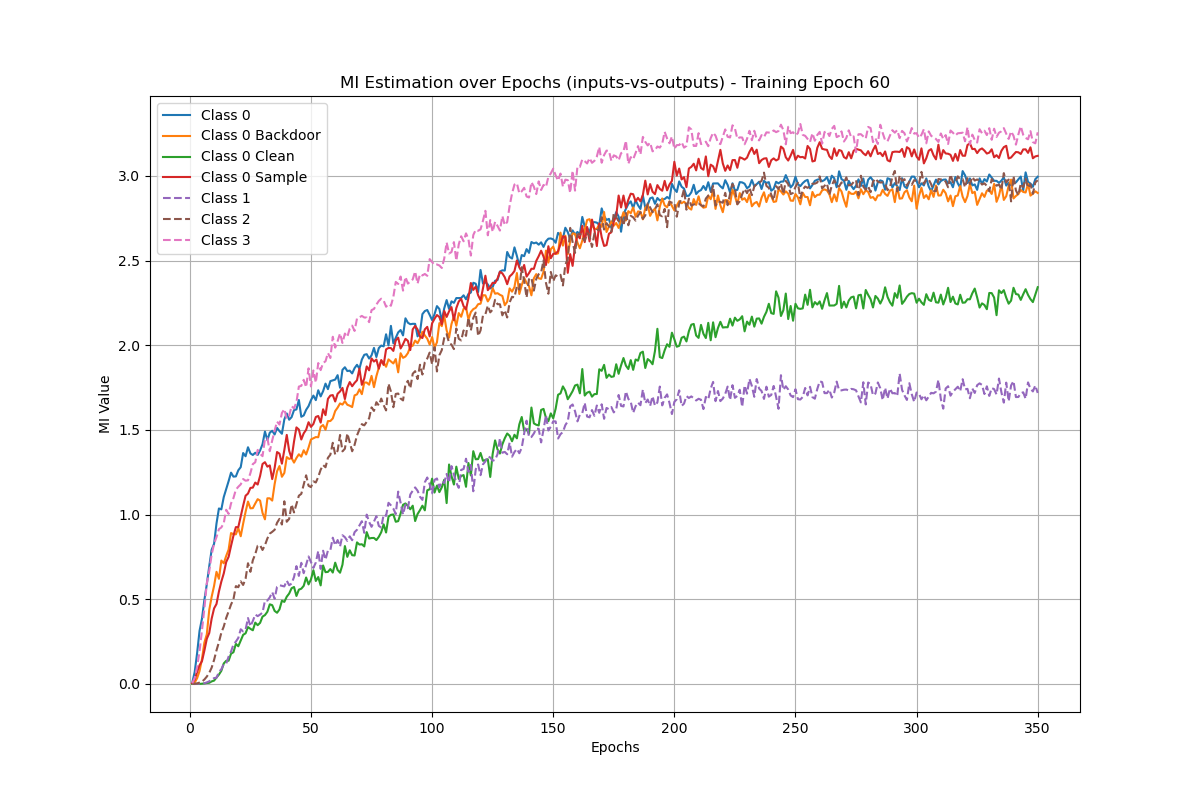 MI Estimation over Epochs (inputs-vs-outputs) - Training Epoch 60
Class 0
Class 0 Backdoor
Class 0 Clean
Class 0 Sample
Class 1
Class 2
Class 3
MI Value
3.0
2.5
2.0
1.5
1.0
0.5
0.0
0 50 100 150 200 250 300 350
Epochs